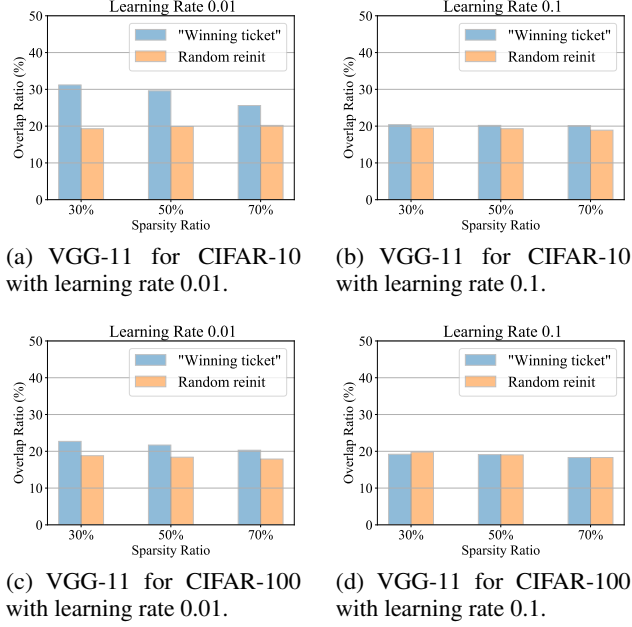 Learning Rate 0.01
50
40
30
20
10
0
Overlap Ratio (%)
"Winning ticket"
Random reinit
30% 50% 70%
Sparsity Ratio
(a) VGG-11 for CIFAR-10
with learning rate 0.01.
Learning Rate 0.1
50
40
30
20
10
0
Overlap Ratio (%)
"Winning ticket"
Random reinit
30% 50% 70%
Sparsity Ratio
(b) VGG-11 for CIFAR-10
with learning rate 0.1.
Learning Rate 0.01
50
40
30
20
10
0
Overlap Ratio (%)
"Winning ticket"
Random reinit
30% 50% 70%
Sparsity Ratio
(c) VGG-11 for CIFAR-100
with learning rate 0.01.
Learning Rate 0.1
50
40
30
20
10
0
Overlap Ratio (%)
"Winning ticket"
Random reinit
30% 50% 70%
Sparsity Ratio
(d) VGG-11 for CIFAR-100
with learning rate 0.1.